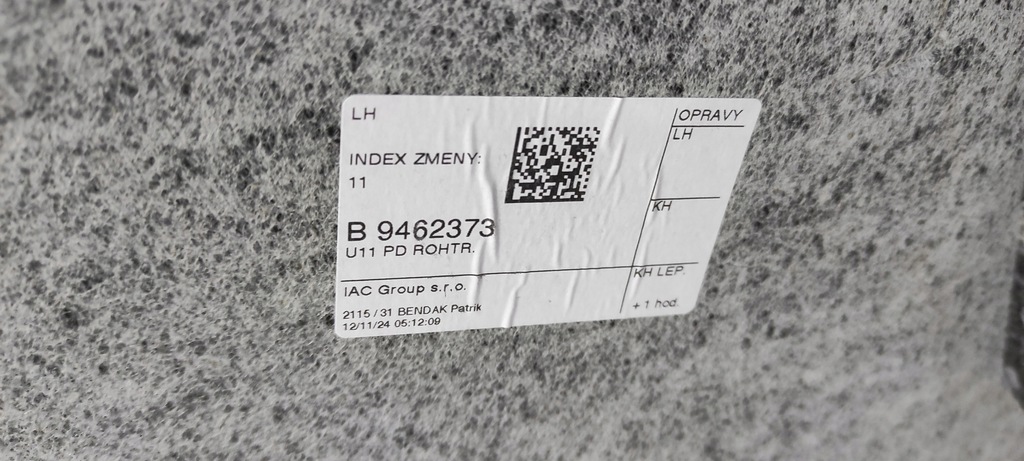 LH
INDEX ZMENY:
11
B 9462373
U11 PD ROHTR.
IAC Group s.r.o.
2115 / 31 BENDAK Patrik
12/11/24 05:12:09
OPRAVY
LH
KH
KH LEP.
+ 1 hod.